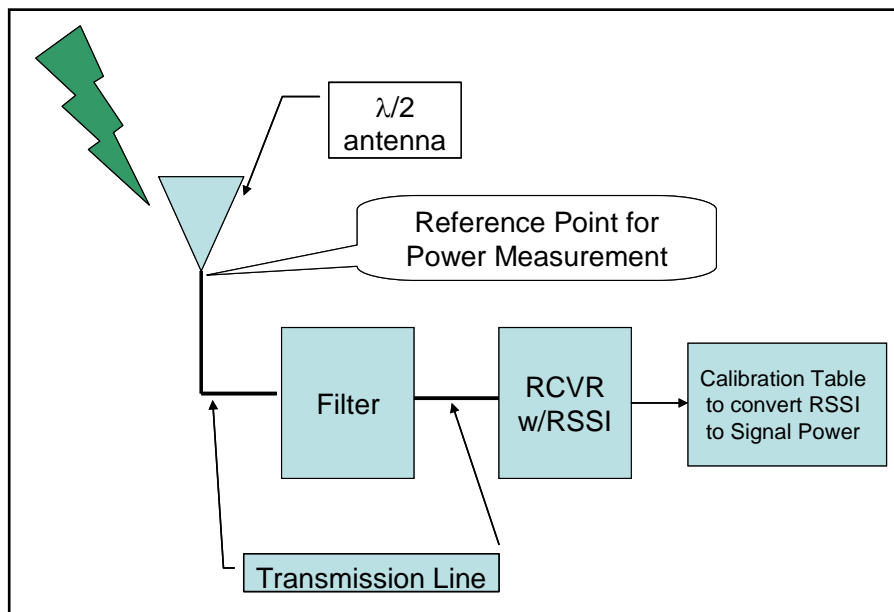 λ/2
antenna
Reference Point for
Power Measurement
Filter
RCVR
w/RSSI
Calibration Table
to convert RSSI
to Signal Power
Transmission Line